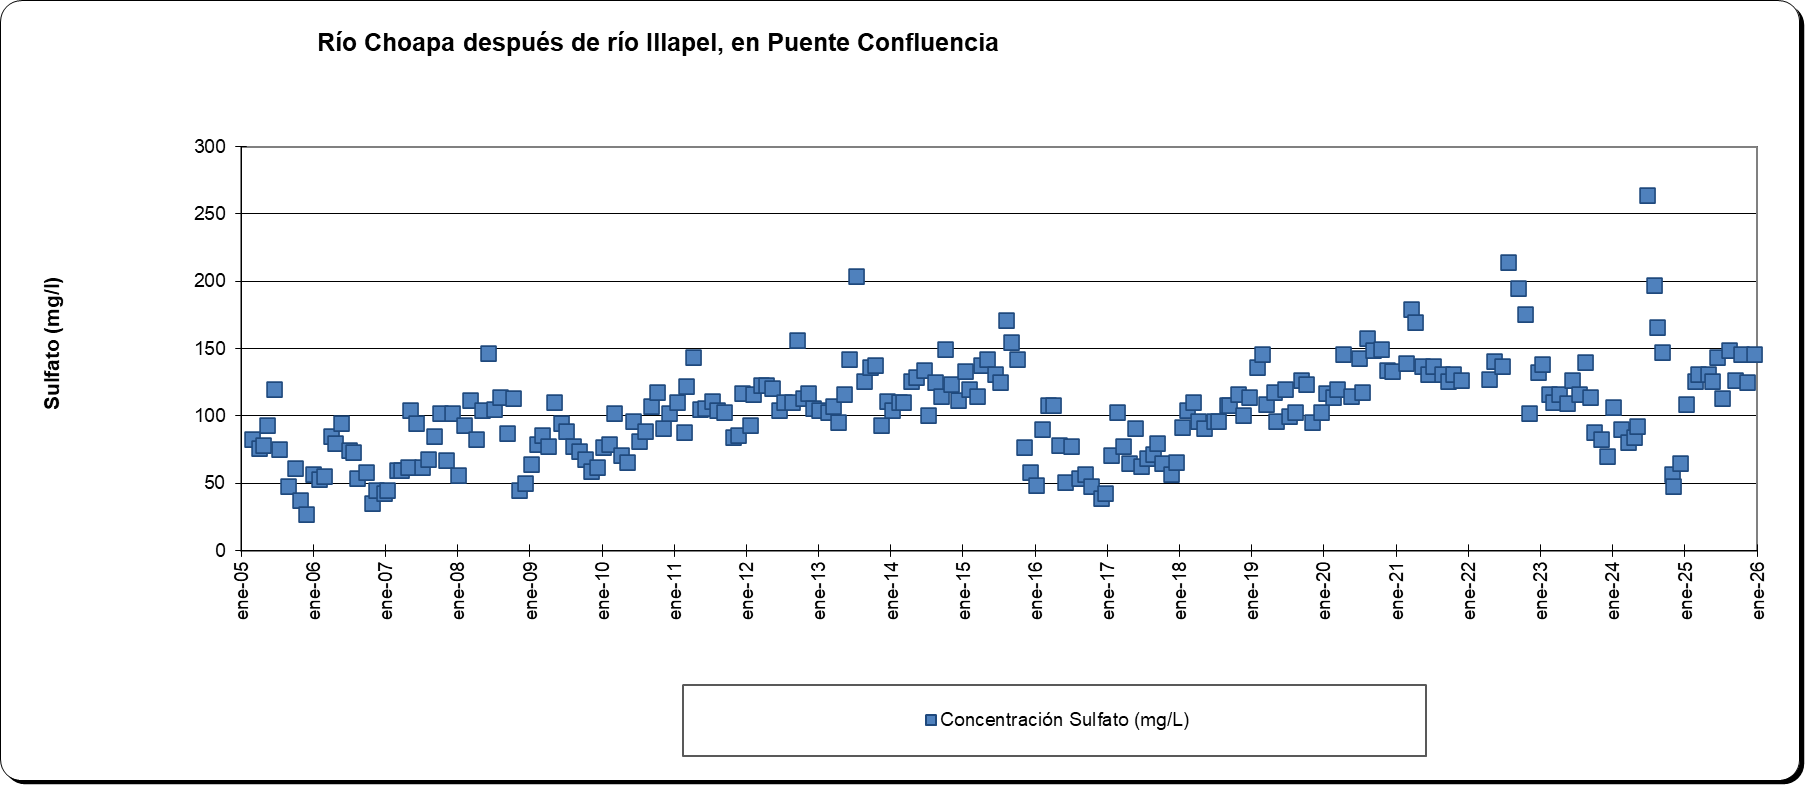 Río Choapa después de río Illapel, en Puente Confluencia
Sulfato (mg/l)
300
250
200
150
100
50
0
ene-05
ene-06
ene-07
ene-08
ene-09
ene-10
ene-11
ene-12
ene-13
ene-14
ene-15
ene-16
ene-17
ene-18
ene-19
ene-20
ene-21
ene-22
ene-23
ene-24
ene-25
ene-26
Concentración Sulfato (mg/L)